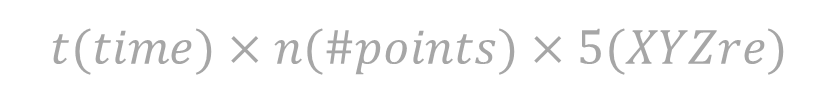 t(time) × n(#points) × 5(XYZre)